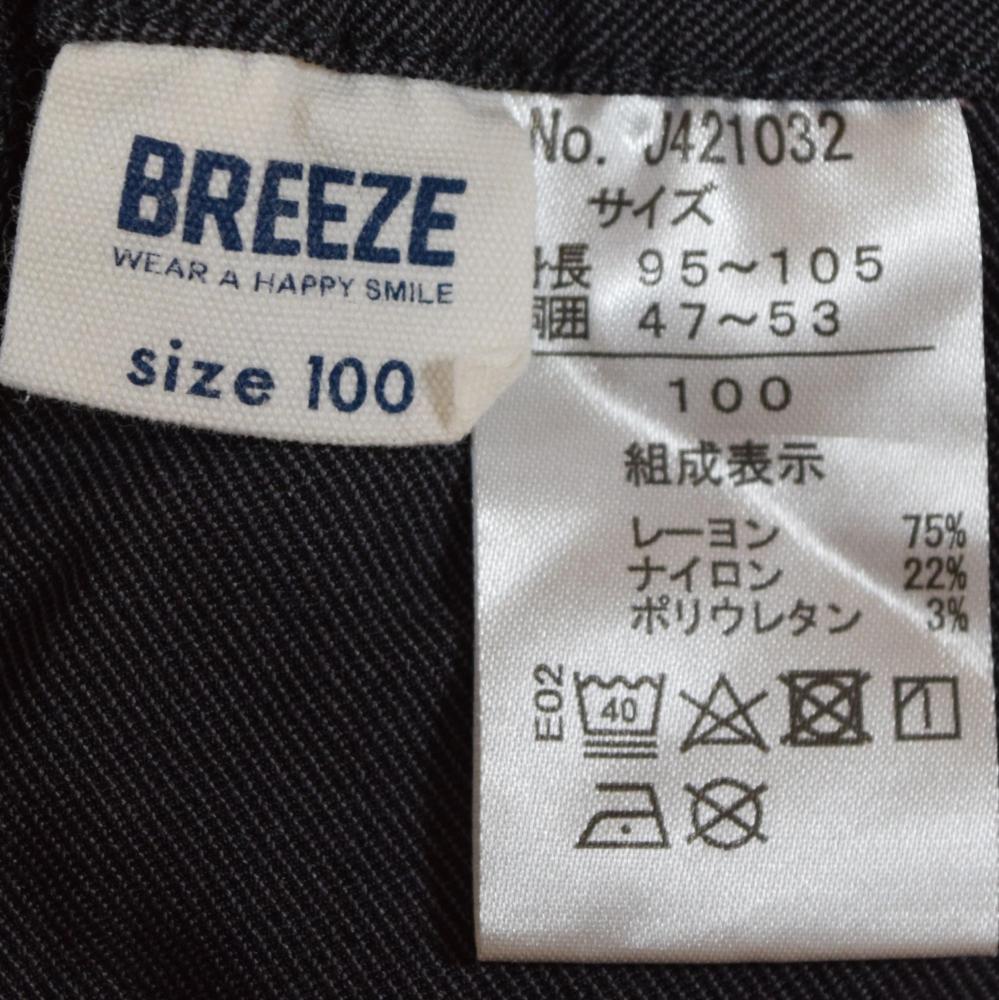 BREEZE
WEAR A HAPPY SMILE
size 100
No. J421032
サイズ
身長 95〜105
胴囲 47〜53
100
組成表示
レーヨン 75%
ナイロン 22%
ポリウレタン 3%
E02
40